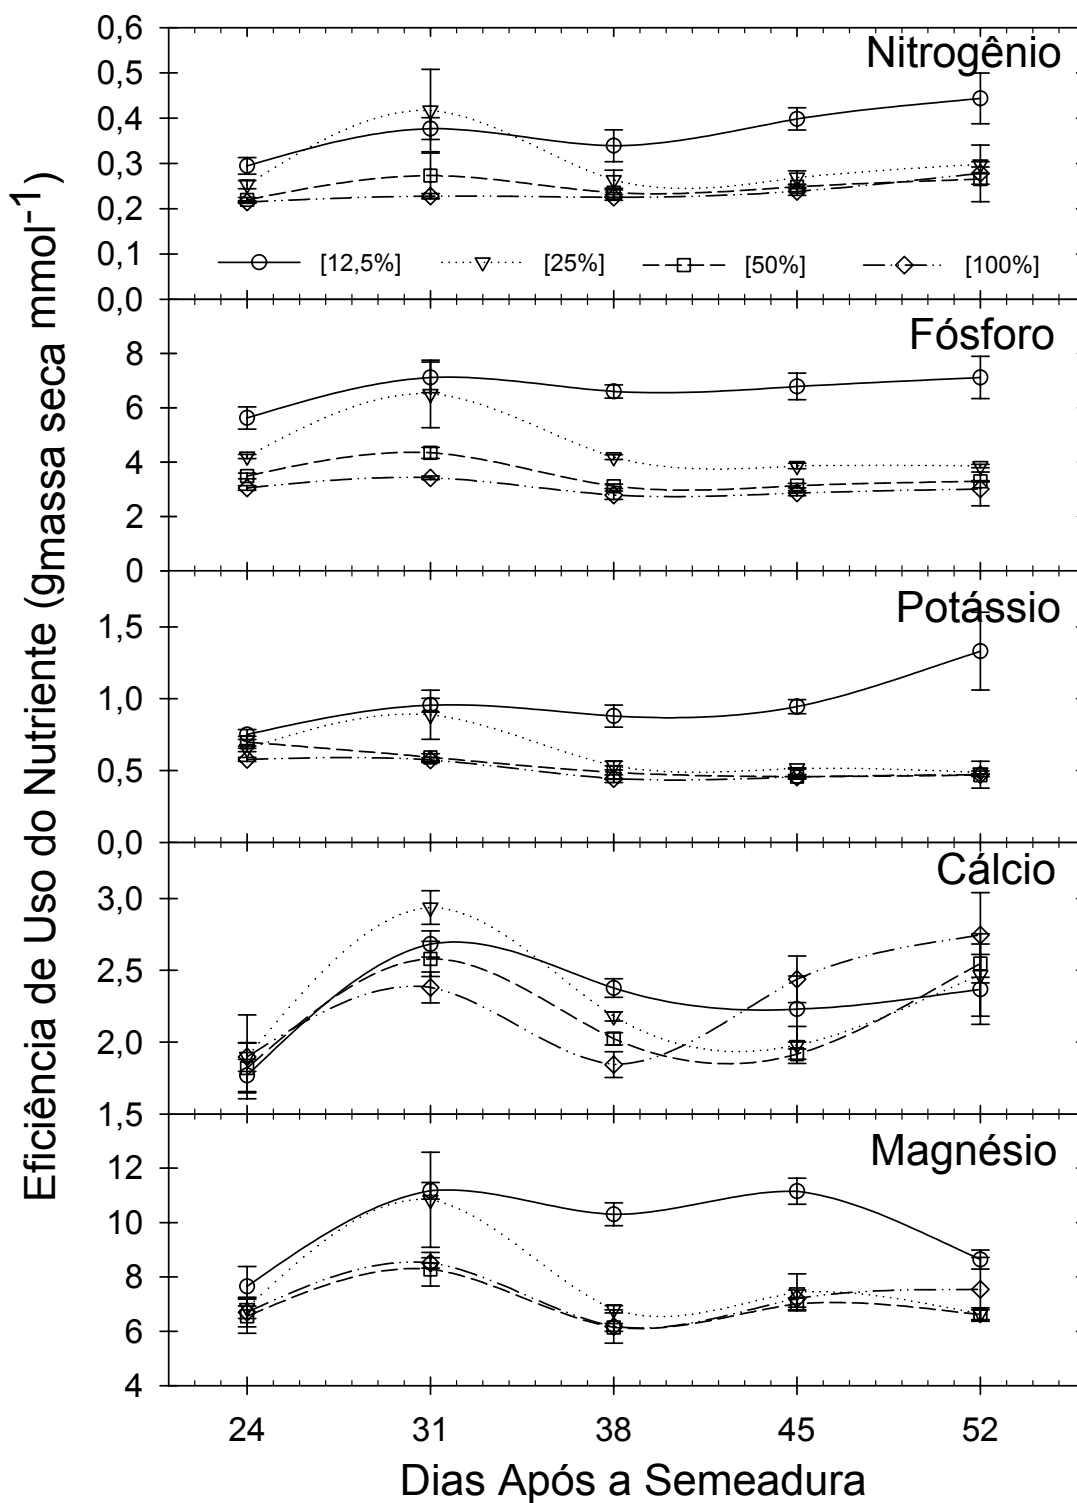 Eficiência de Uso do Nutriente (gmassa seca mmol-1)
0,6
Nitrogênio
0,5
0,4
0,3
0,2
0,1
[12,5%] [25%] [50%] [100%]
0,0
Fósforo
8
6
4
2
0
Potássio
1,5
1,0
0,5
0,0
Cálcio
3,0
2,5
2,0
1,5
Magnésio
12
10
8
6
4
24 31 38 45 52
Dias Após a Semeadura